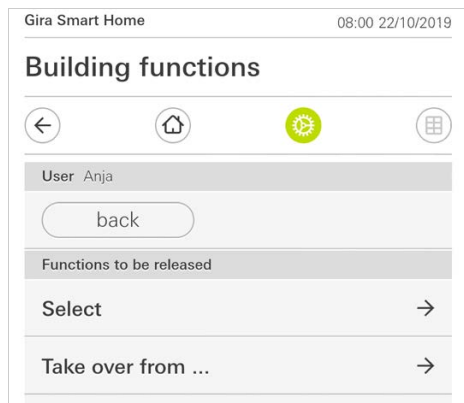 Gira Smart Home 08:00 22/10/2019
Building functions
User Anja
back
Functions to be released
Select
Take over from ...